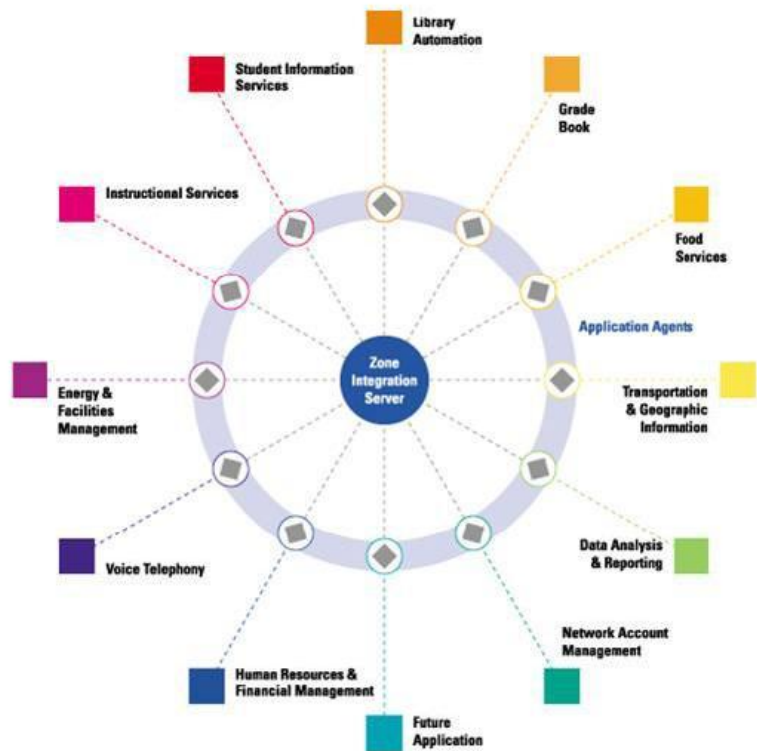 Library
Automation
Student Information
Services
Grade
Book
Instructional Services
Food
Services
Application Agents
Zone
Integration
Server
Energy &
Facilities
Management
Transportation
& Geographic
Information
Voice Telephony
Data Analysis
& Reporting
Network Account
Management
Human Resources &
Financial Management
Future
Application